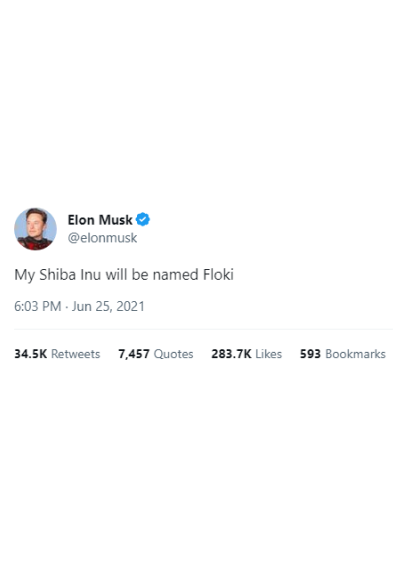 Elon Musk
@elonmusk
My Shiba Inu will be named Floki
6:03 PM · Jun 25, 2021
34.5K Retweets 7,457 Quotes 283.7K Likes 593 Bookmarks